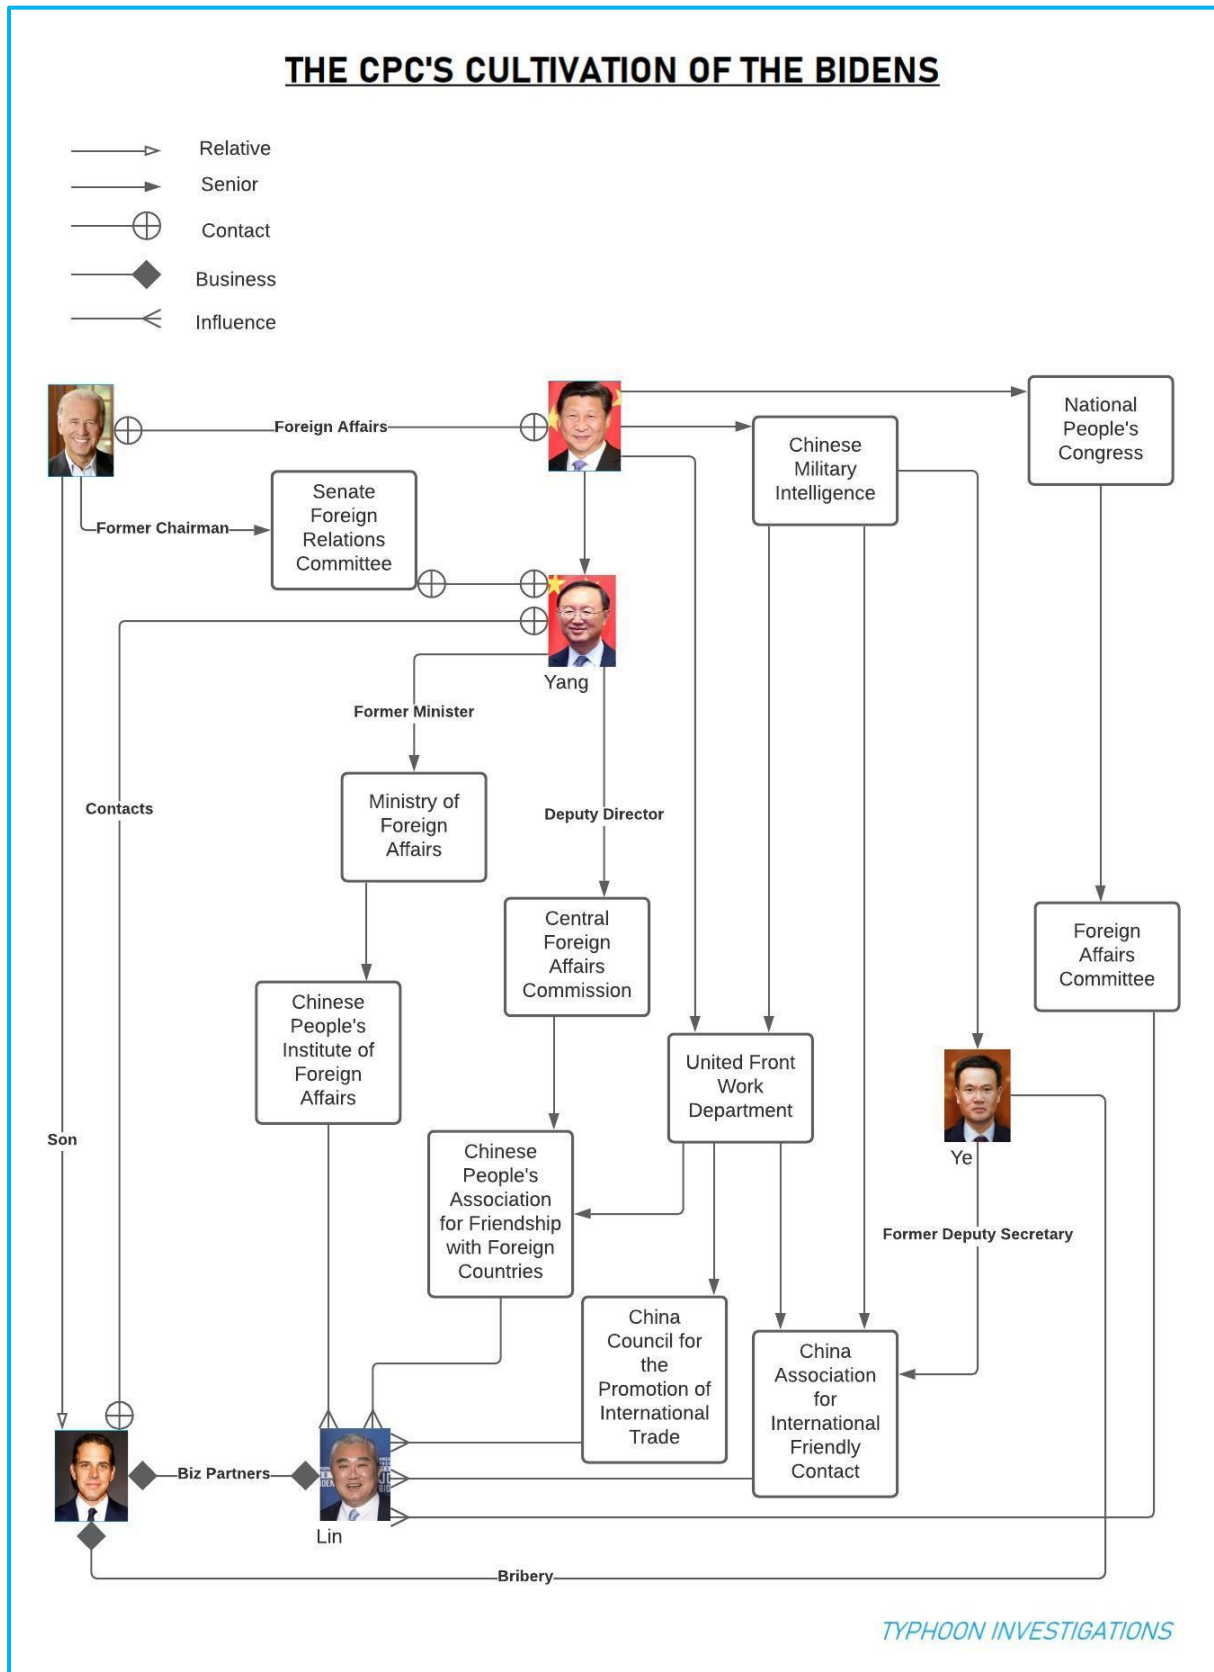 THE CPC'S CULTIVATION OF THE BIDENS
Relative
Senior
Contact
Business
Influence
Foreign Affairs
National
People's
Congress
Chinese
Military
Intelligence
Senate
Foreign
Relations
Committee
Former Chairman
Yang
Former Minister
Ministry of
Foreign
Affairs
Contacts
Deputy Director
Central
Foreign
Affairs
Commission
Foreign
Affairs
Committee
Chinese
People's
Institute of
Foreign
Affairs
United Front
Work
Department
Son
Ye
Chinese
People's
Association
for Friendship
with Foreign
Countries
Former Deputy Secretary
China
Council for
the
Promotion of
International
Trade
China
Association
for
International
Friendly
Contact
Biz Partners
Lin
Bribery
TYPHOON INVESTIGATIONS